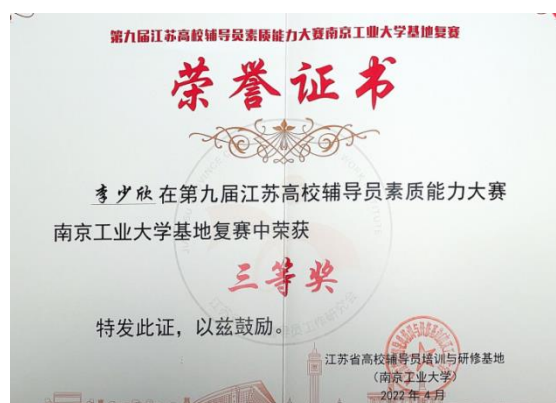 第九届江苏高校辅导员素质能力大赛南京工业大学基地复赛
荣誉证书
李少欣在第九届江苏高校辅导员素质能力大赛
南京工业大学基地复赛中荣获
三等奖
特发此证，以兹鼓励。
江苏省高校辅导员培训与研修基地
（南京工业大学）
2022年4月